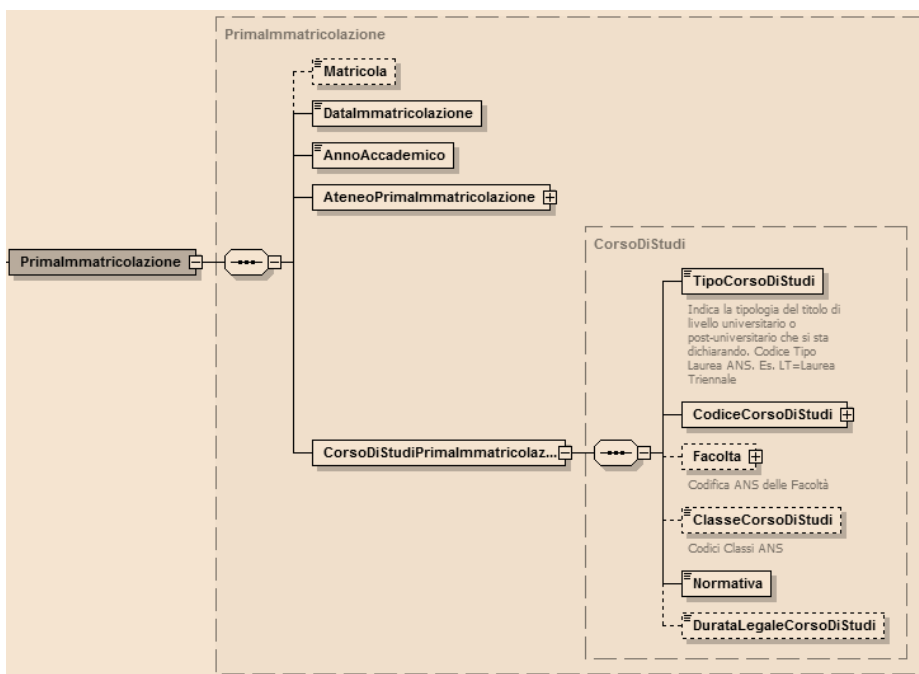 PrimaImmatricolazione
Matricola
DataImmatricolazione
AnnoAccademico
AteneoPrimaImmatricolazione
PrimaImmatricolazione
CorsoDiStudi
TipoCorsoDiStudi
Indica la tipologia del titolo di
livello universitario o
post-universitario che si sta
dichiarando. Codice Tipo
Laurea ANS. Es. LT=Laurea
Triennale
CodiceCorsoDiStudi
CorsoDiStudiPrimaImmatricolaz...
Facolta
Codifica ANS delle Facoltà
ClasseCorsoDiStudi
Codici Classi ANS
Normativa
DurataLegaleCorsoDiStudi